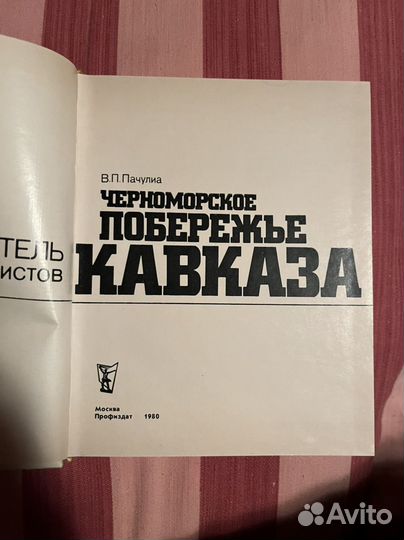 В.П.Пачулиа
ЧЕРНОМОРСКОЕ
ПОБЕРЕЖЬЕ
КАВКАЗА
ТЕЛЬ
ИСТОВ
Москва
Профиздат 1980
Avito